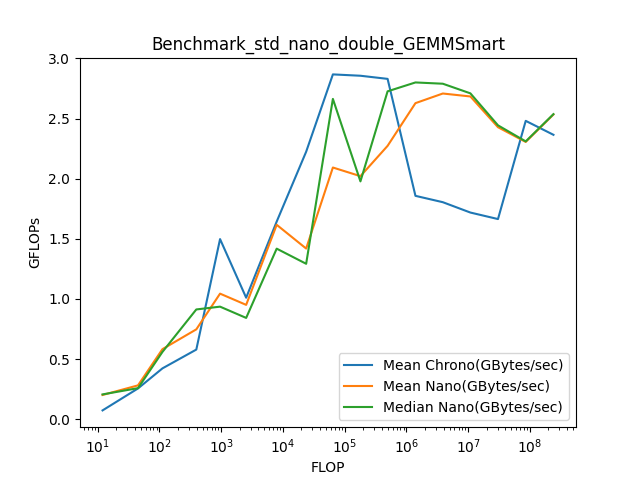 Benchmark_std_nano_double_GEMMSmart
GFLOPs
3.0
2.5
2.0
1.5
1.0
0.5
0.0
Mean Chrono(GBytes/sec)
Mean Nano(GBytes/sec)
Median Nano(GBytes/sec)
10¹ 10² 10³ 10⁴ 10⁵ 10⁶ 10⁷ 10⁸
FLOP